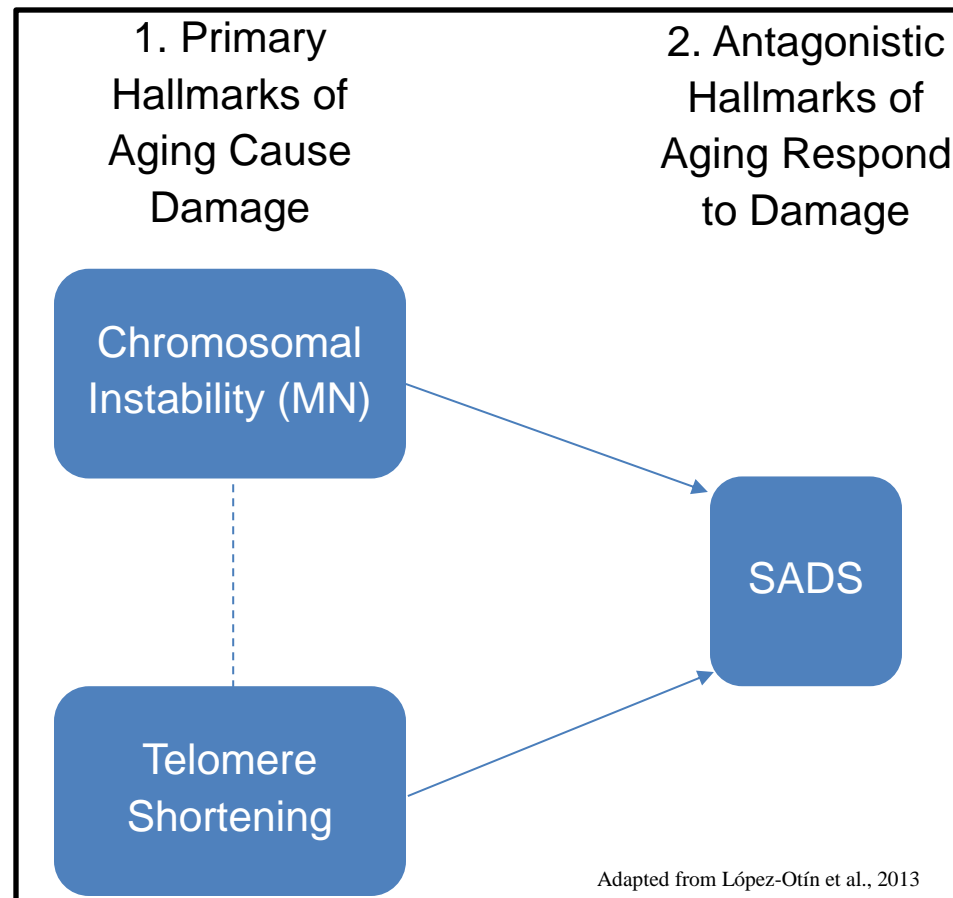 1. Primary
Hallmarks of
Aging Cause
Damage
2. Antagonistic
Hallmarks of
Aging Respond
to Damage
Chromosomal
Instability (MN)
SADS
Telomere
Shortening
Adapted from López-Otín et al., 2013